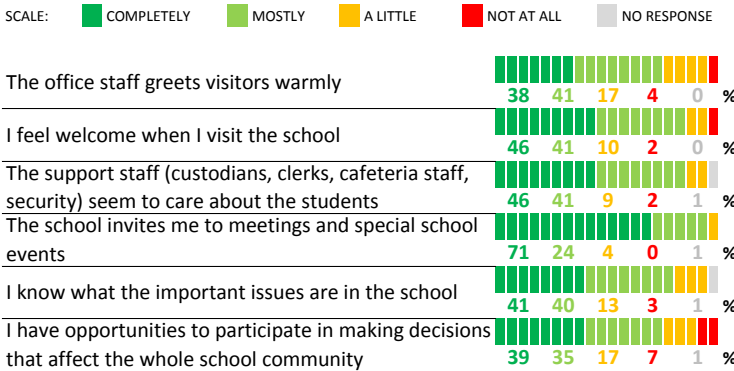 SCALE: COMPLETELY MOSTLY A LITTLE NOT AT ALL NO RESPONSE
The office staff greets visitors warmly
38 41 17 4 0 %
I feel welcome when I visit the school
46 41 10 2 0 %
The support staff (custodians, clerks, cafeteria staff,
security) seem to care about the students
46 41 9 2 1 %
The school invites me to meetings and special school
events
71 24 4 0 1 %
I know what the important issues are in the school
41 40 13 3 1 %
I have opportunities to participate in making decisions
that affect the whole school community
39 35 17 7 1 %